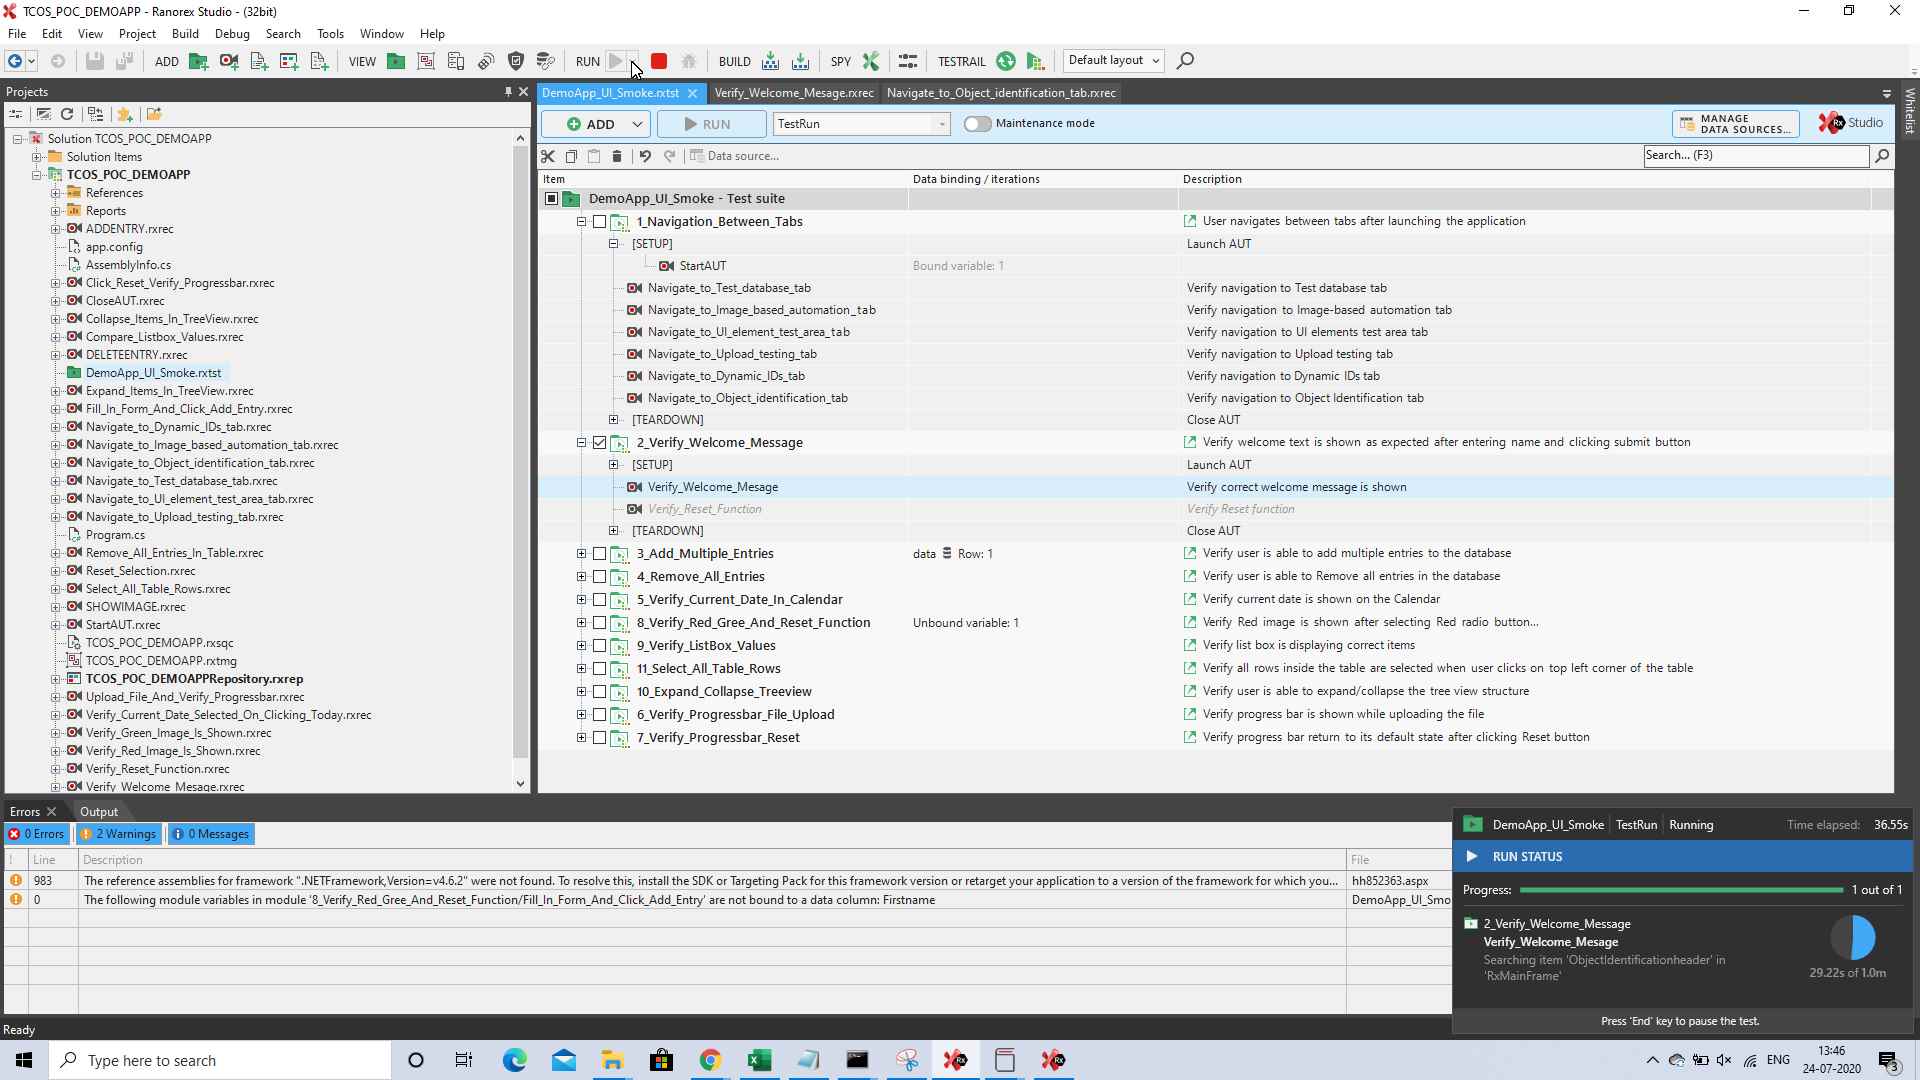 TCOS_POC_DEMOAPP - Ranorex Studio - (32bit)
File Edit View Project Build Debug Search Tools Window Help
ADD VIEW RUN BUILD SPY TESTRAIL Default layout
Projects
DemoApp_UI_Smoke.rxtst Verify_Welcome_Mesage.rxrec Navigate_to_Object_identification_tab.rxrec
Whitelist
ADD RUN TestRun Maintenance mode MANAGE DATA SOURCES... Rx Studio
Data source... Search... (F3)
Solution TCOS_POC_DEMOAPP
Solution Items
TCOS_POC_DEMOAPP
References
Reports
ADDENTRY.rxrec
app.config
AssemblyInfo.cs
Click_Reset_Verify_Progressbar.rxrec
CloseAUT.rxrec
Collapse_Items_In_TreeView.rxrec
Compare_Listbox_Values.rxrec
DELETEENTRY.rxrec
DemoApp_UI_Smoke.rxtst
Expand_Items_In_TreeView.rxrec
Fill_In_Form_And_Click_Add_Entry.rxrec
Navigate_to_Dynamic_IDs_tab.rxrec
Navigate_to_Image_based_automation_tab.rxrec
Navigate_to_Object_identification_tab.rxrec
Navigate_to_Test_database_tab.rxrec
Navigate_to_UI_element_test_area_tab.rxrec
Navigate_to_Upload_testing_tab.rxrec
Program.cs
Remove_All_Entries_In_Table.rxrec
Reset_Selection.rxrec
Select_All_Table_Rows.rxrec
SHOWIMAGE.rxrec
StartAUT.rxrec
TCOS_POC_DEMOAPP.rxsqc
TCOS_POC_DEMOAPP.rxtmg
TCOS_POC_DEMOAPPRepository.rxrep
Upload_File_And_Verify_Progressbar.rxrec
Verify_Current_Date_Selected_On_Clicking_Today.rxrec
Verify_Green_Image_Is_Shown.rxrec
Verify_Red_Image_Is_Shown.rxrec
Verify_Reset_Function.rxrec
Verify_Welcome_Mesage.rxrec
Item Data binding / iterations Description
DemoApp_UI_Smoke - Test suite
1_Navigation_Between_Tabs User navigates between tabs after launching the application
[SETUP] Launch AUT
StartAUT Bound variable: 1
Navigate_to_Test_database_tab Verify navigation to Test database tab
Navigate_to_Image_based_automation_tab Verify navigation to Image-based automation tab
Navigate_to_UI_element_test_area_tab Verify navigation to UI elements test area tab
Navigate_to_Upload_testing_tab Verify navigation to Upload testing tab
Navigate_to_Dynamic_IDs_tab Verify navigation to Dynamic IDs tab
Navigate_to_Object_identification_tab Verify navigation to Object Identification tab
[TEARDOWN] Close AUT
2_Verify_Welcome_Message Verify welcome text is shown as expected after entering name and clicking submit button
[SETUP] Launch AUT
Verify_Welcome_Mesage Verify correct welcome message is shown
Verify_Reset_Function Verify Reset function
[TEARDOWN] Close AUT
3_Add_Multiple_Entries data Row: 1 Verify user is able to add multiple entries to the database
4_Remove_All_Entries Verify user is able to Remove all entries in the database
5_Verify_Current_Date_In_Calendar Verify current date is shown on the Calendar
8_Verify_Red_Gree_And_Reset_Function Unbound variable: 1 Verify Red image is shown after selecting Red radio button...
9_Verify_ListBox_Values Verify list box is displaying correct items
11_Select_All_Table_Rows Verify all rows inside the table are selected when user clicks on top left corner of the table
10_Expand_Collapse_Treeview Verify user is able to expand/collapse the tree view structure
6_Verify_Progressbar_File_Upload Verify progress bar is shown while uploading the file
7_Verify_Progressbar_Reset Verify progress bar return to its default state after clicking Reset button
Errors Output
0 Errors 2 Warnings 0 Messages
! Line Description File
983 The reference assemblies for framework ".NETFramework,Version=v4.6.2" were not found. To resolve this, install the SDK or Targeting Pack for this framework version or retarget your application to a version of the framework for which you... hh852363.aspx
0 The following module variables in module '8_Verify_Red_Gree_And_Reset_Function/Fill_In_Form_And_Click_Add_Entry' are not bound to a data column: Firstname DemoApp_UI_Smo
DemoApp_UI_Smoke TestRun Running Time elapsed: 36.55s
RUN STATUS
Progress: 1 out of 1
2_Verify_Welcome_Message
Verify_Welcome_Mesage
Searching item 'ObjectIdentificationheader' in
'RxMainFrame'
29.22s of 1.0m
Press 'End' key to pause the test.
Ready
Type here to search
Rx Rx
ENG
13:46
24-07-2020
3